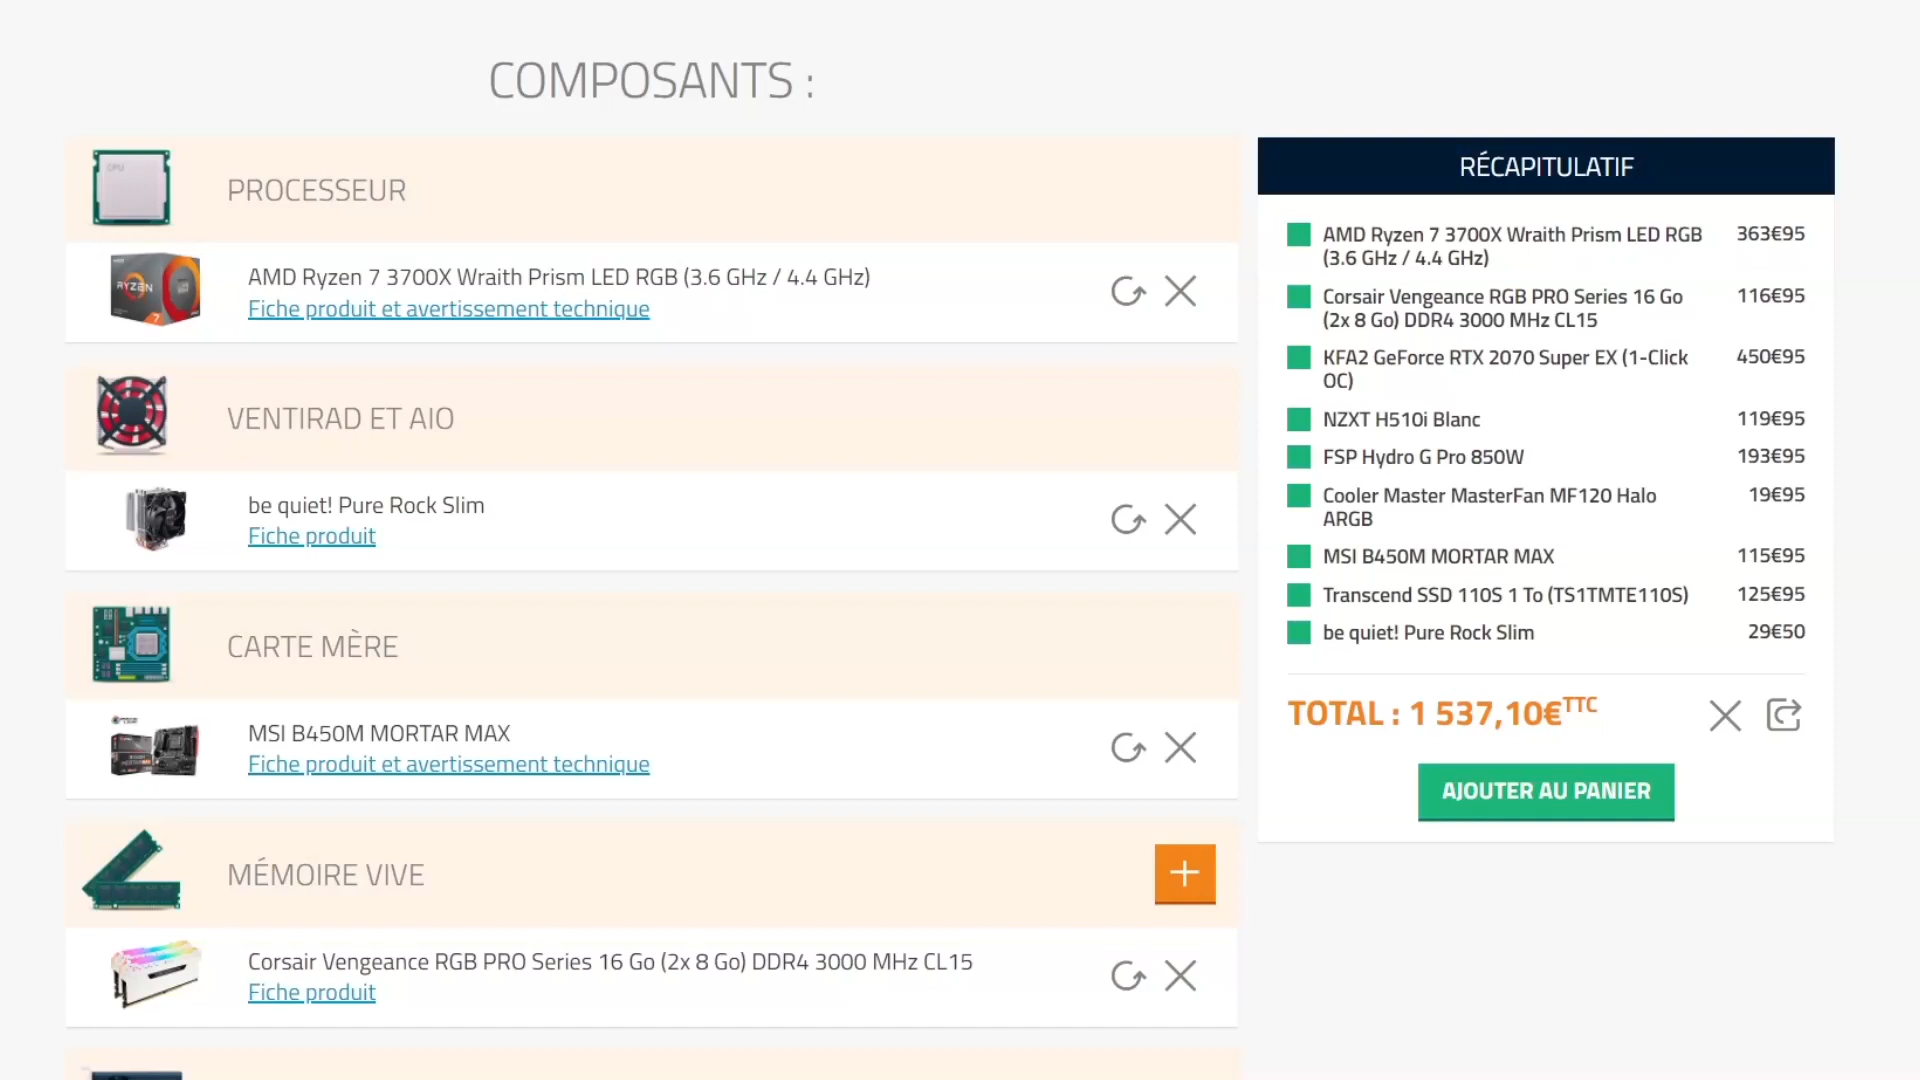 COMPOSANTS :
CPU
PROCESSEUR
RYZEN
7
AMD Ryzen 7 3700X Wraith Prism LED RGB (3.6 GHz / 4.4 GHz)
Fiche produit et avertissement technique
VENTIRAD ET AIO
be quiet! Pure Rock Slim
Fiche produit
CARTE MÈRE
MSI B450M MORTAR MAX
Fiche produit et avertissement technique
MÉMOIRE VIVE
Corsair Vengeance RGB PRO Series 16 Go (2x 8 Go) DDR4 3000 MHz CL15
Fiche produit
RÉCAPITULATIF
AMD Ryzen 7 3700X Wraith Prism LED RGB 363€95
(3.6 GHz / 4.4 GHz)
Corsair Vengeance RGB PRO Series 16 Go 116€95
(2x 8 Go) DDR4 3000 MHz CL15
KFA2 GeForce RTX 2070 Super EX (1-Click 450€95
OC)
NZXT H510i Blanc 119€95
FSP Hydro G Pro 850W 193€95
Cooler Master MasterFan MF120 Halo 19€95
ARGB
MSI B450M MORTAR MAX 115€95
Transcend SSD 110S 1 To (TS1TMTE110S) 125€95
be quiet! Pure Rock Slim 29€50
TOTAL : 1 537,10€TTC
AJOUTER AU PANIER